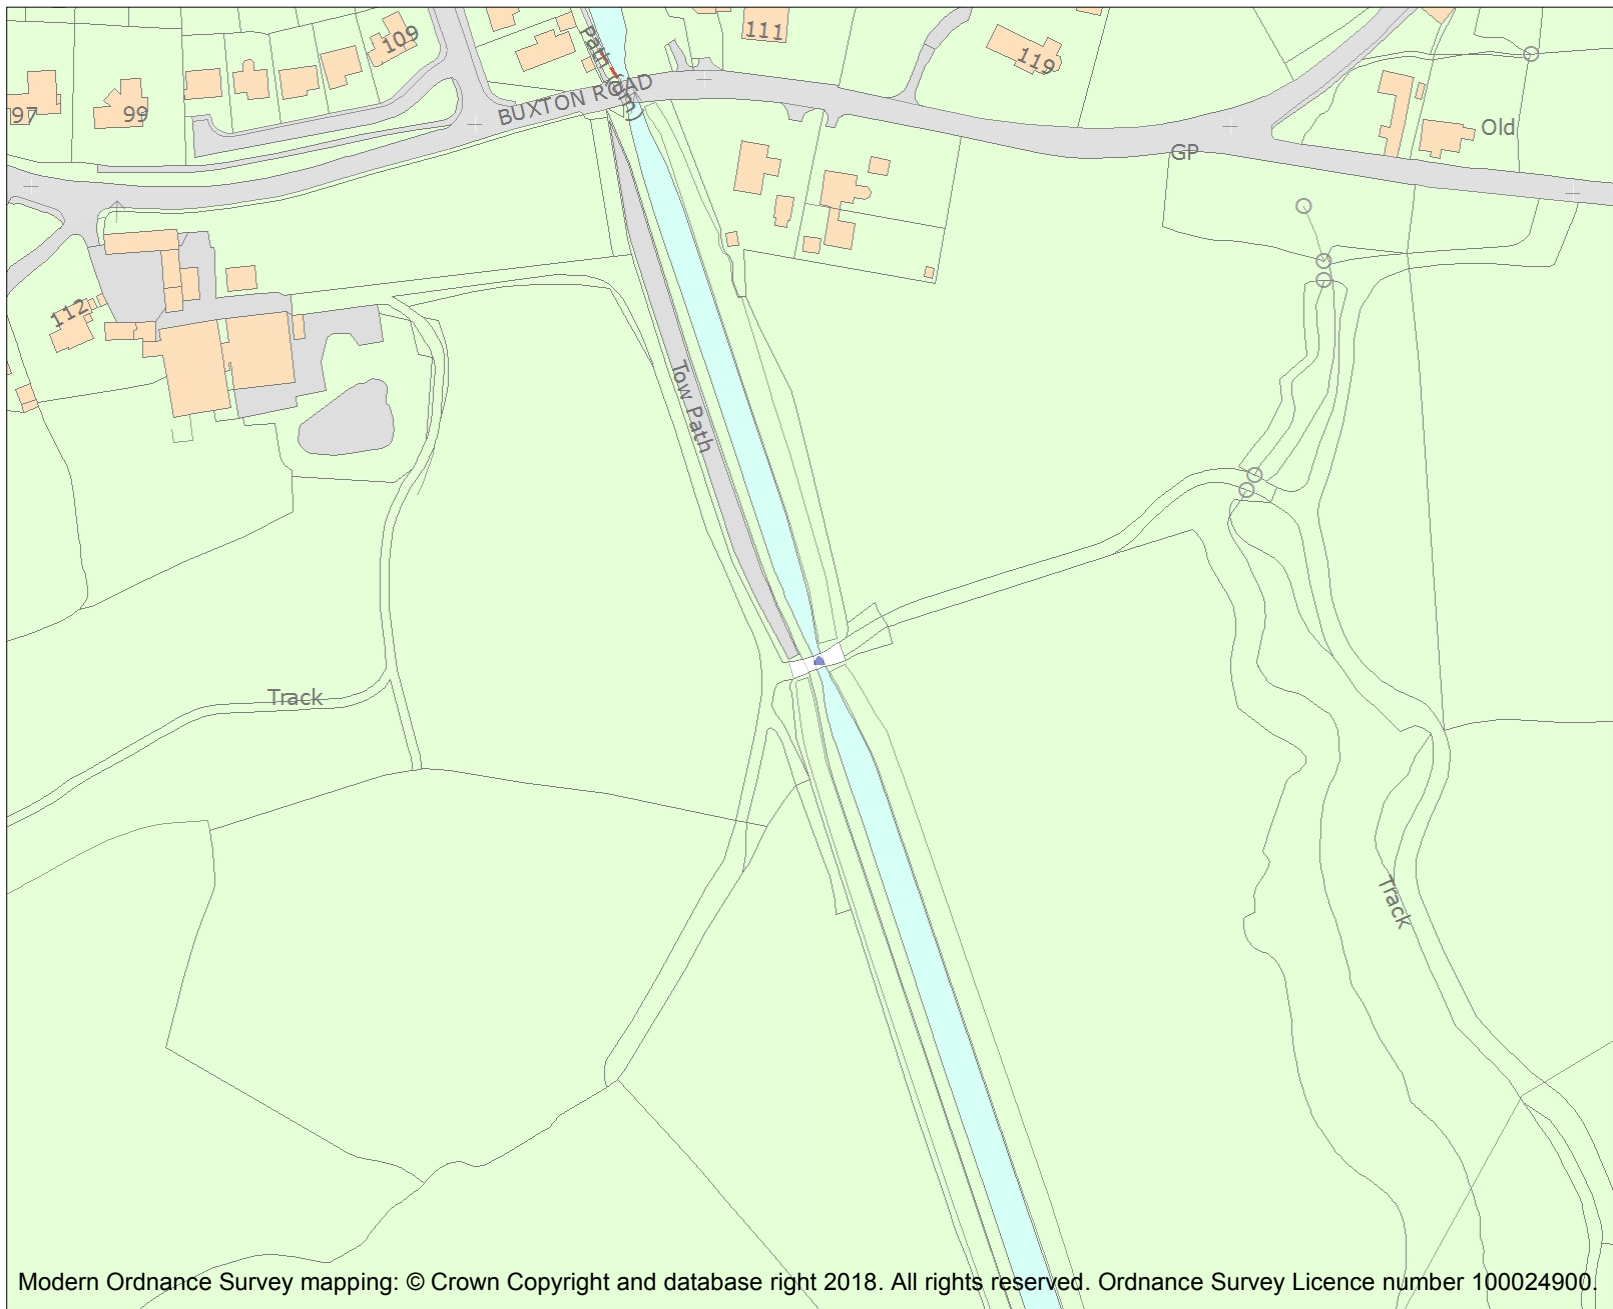 109
111
119
Path (um)
BUXTON ROAD
97
99
Old
GP
112
Tow Path
Track
Track
Modern Ordnance Survey mapping: © Crown Copyright and database right 2018. All rights reserved. Ordnance Survey Licence number 100024900.